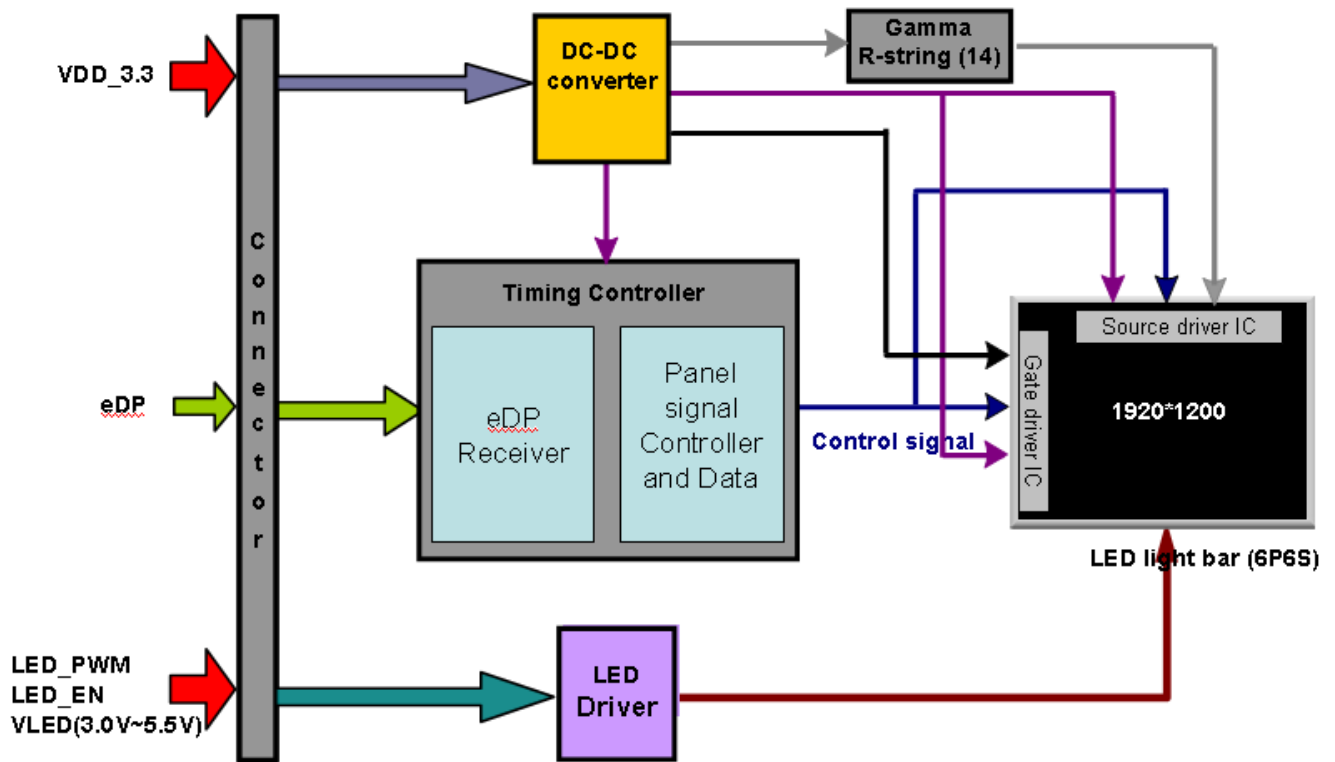 VDD_3.3
Connector
DC-DC
converter
Gamma
R-string (14)
Timing Controller
eDP
eDP
Receiver
Panel
signal
Controller
and Data
Control signal
Source driver IC
Gate driver IC
1920*1200
LED light bar (6P6S)
LED_PWM
LED_EN
VLED(3.0V~5.5V)
LED
Driver